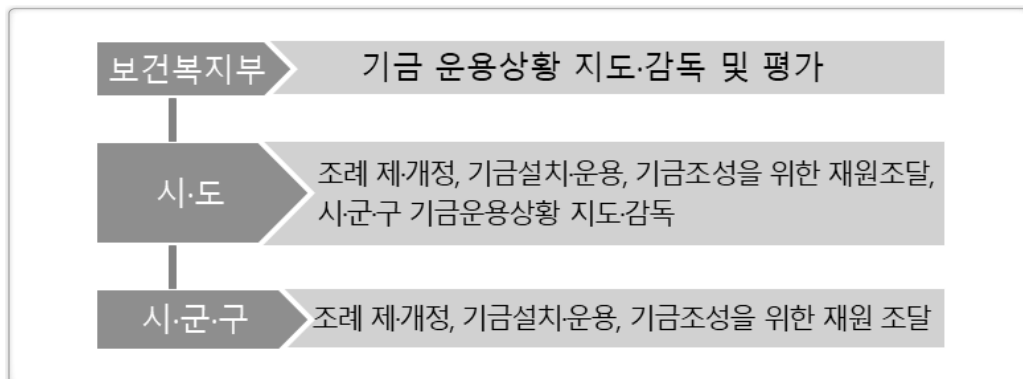 보건복지부
기금 운용상황 지도·감독 및 평가
시·도
조례 제·개정, 기금설치·운용, 기금조성을 위한 재원조달,
시·군·구 기금운용상황 지도·감독
시·군·구
조례 제·개정, 기금설치·운용, 기금조성을 위한 재원 조달